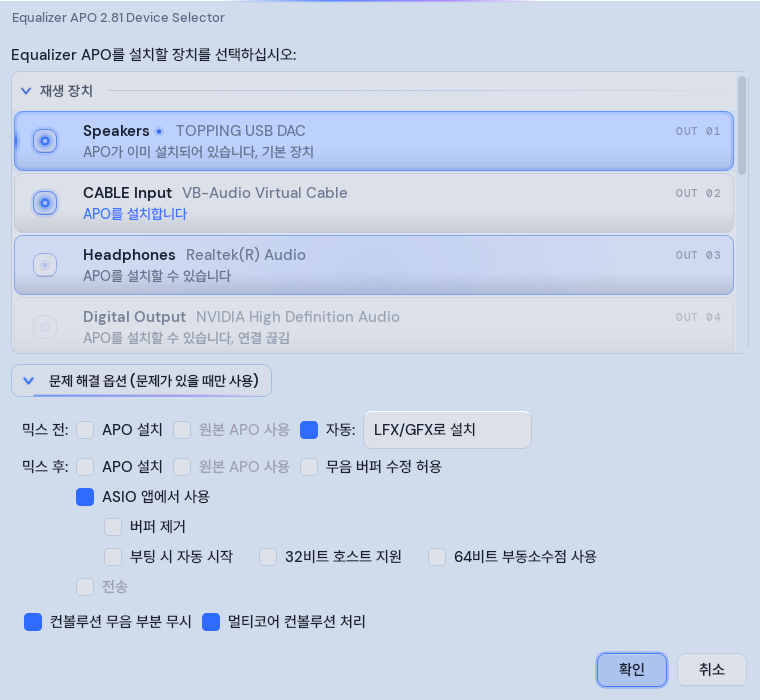 Equalizer APO 2.81 Device Selector
Equalizer APO를 설치할 장치를 선택하십시오:
재생 장치
Speakers TOPPING USB DAC OUT 01
APO가 이미 설치되어 있습니다, 기본 장치
CABLE Input VB-Audio Virtual Cable OUT 02
APO를 설치합니다
Headphones Realtek(R) Audio OUT 03
APO를 설치할 수 있습니다
Digital Output NVIDIA High Definition Audio OUT 04
APO를 설치할 수 있습니다, 연결 끊김
문제 해결 옵션 (문제가 있을 때만 사용)
믹스 전: APO 설치 원본 APO 사용 자동: LFX/GFX로 설치
믹스 후: APO 설치 원본 APO 사용 무음 버퍼 수정 허용
ASIO 앱에서 사용
버퍼 제거
부팅 시 자동 시작 32비트 호스트 지원 64비트 부동소수점 사용
전송
컨볼루션 무음 부분 무시 멀티코어 컨볼루션 처리
확인 취소